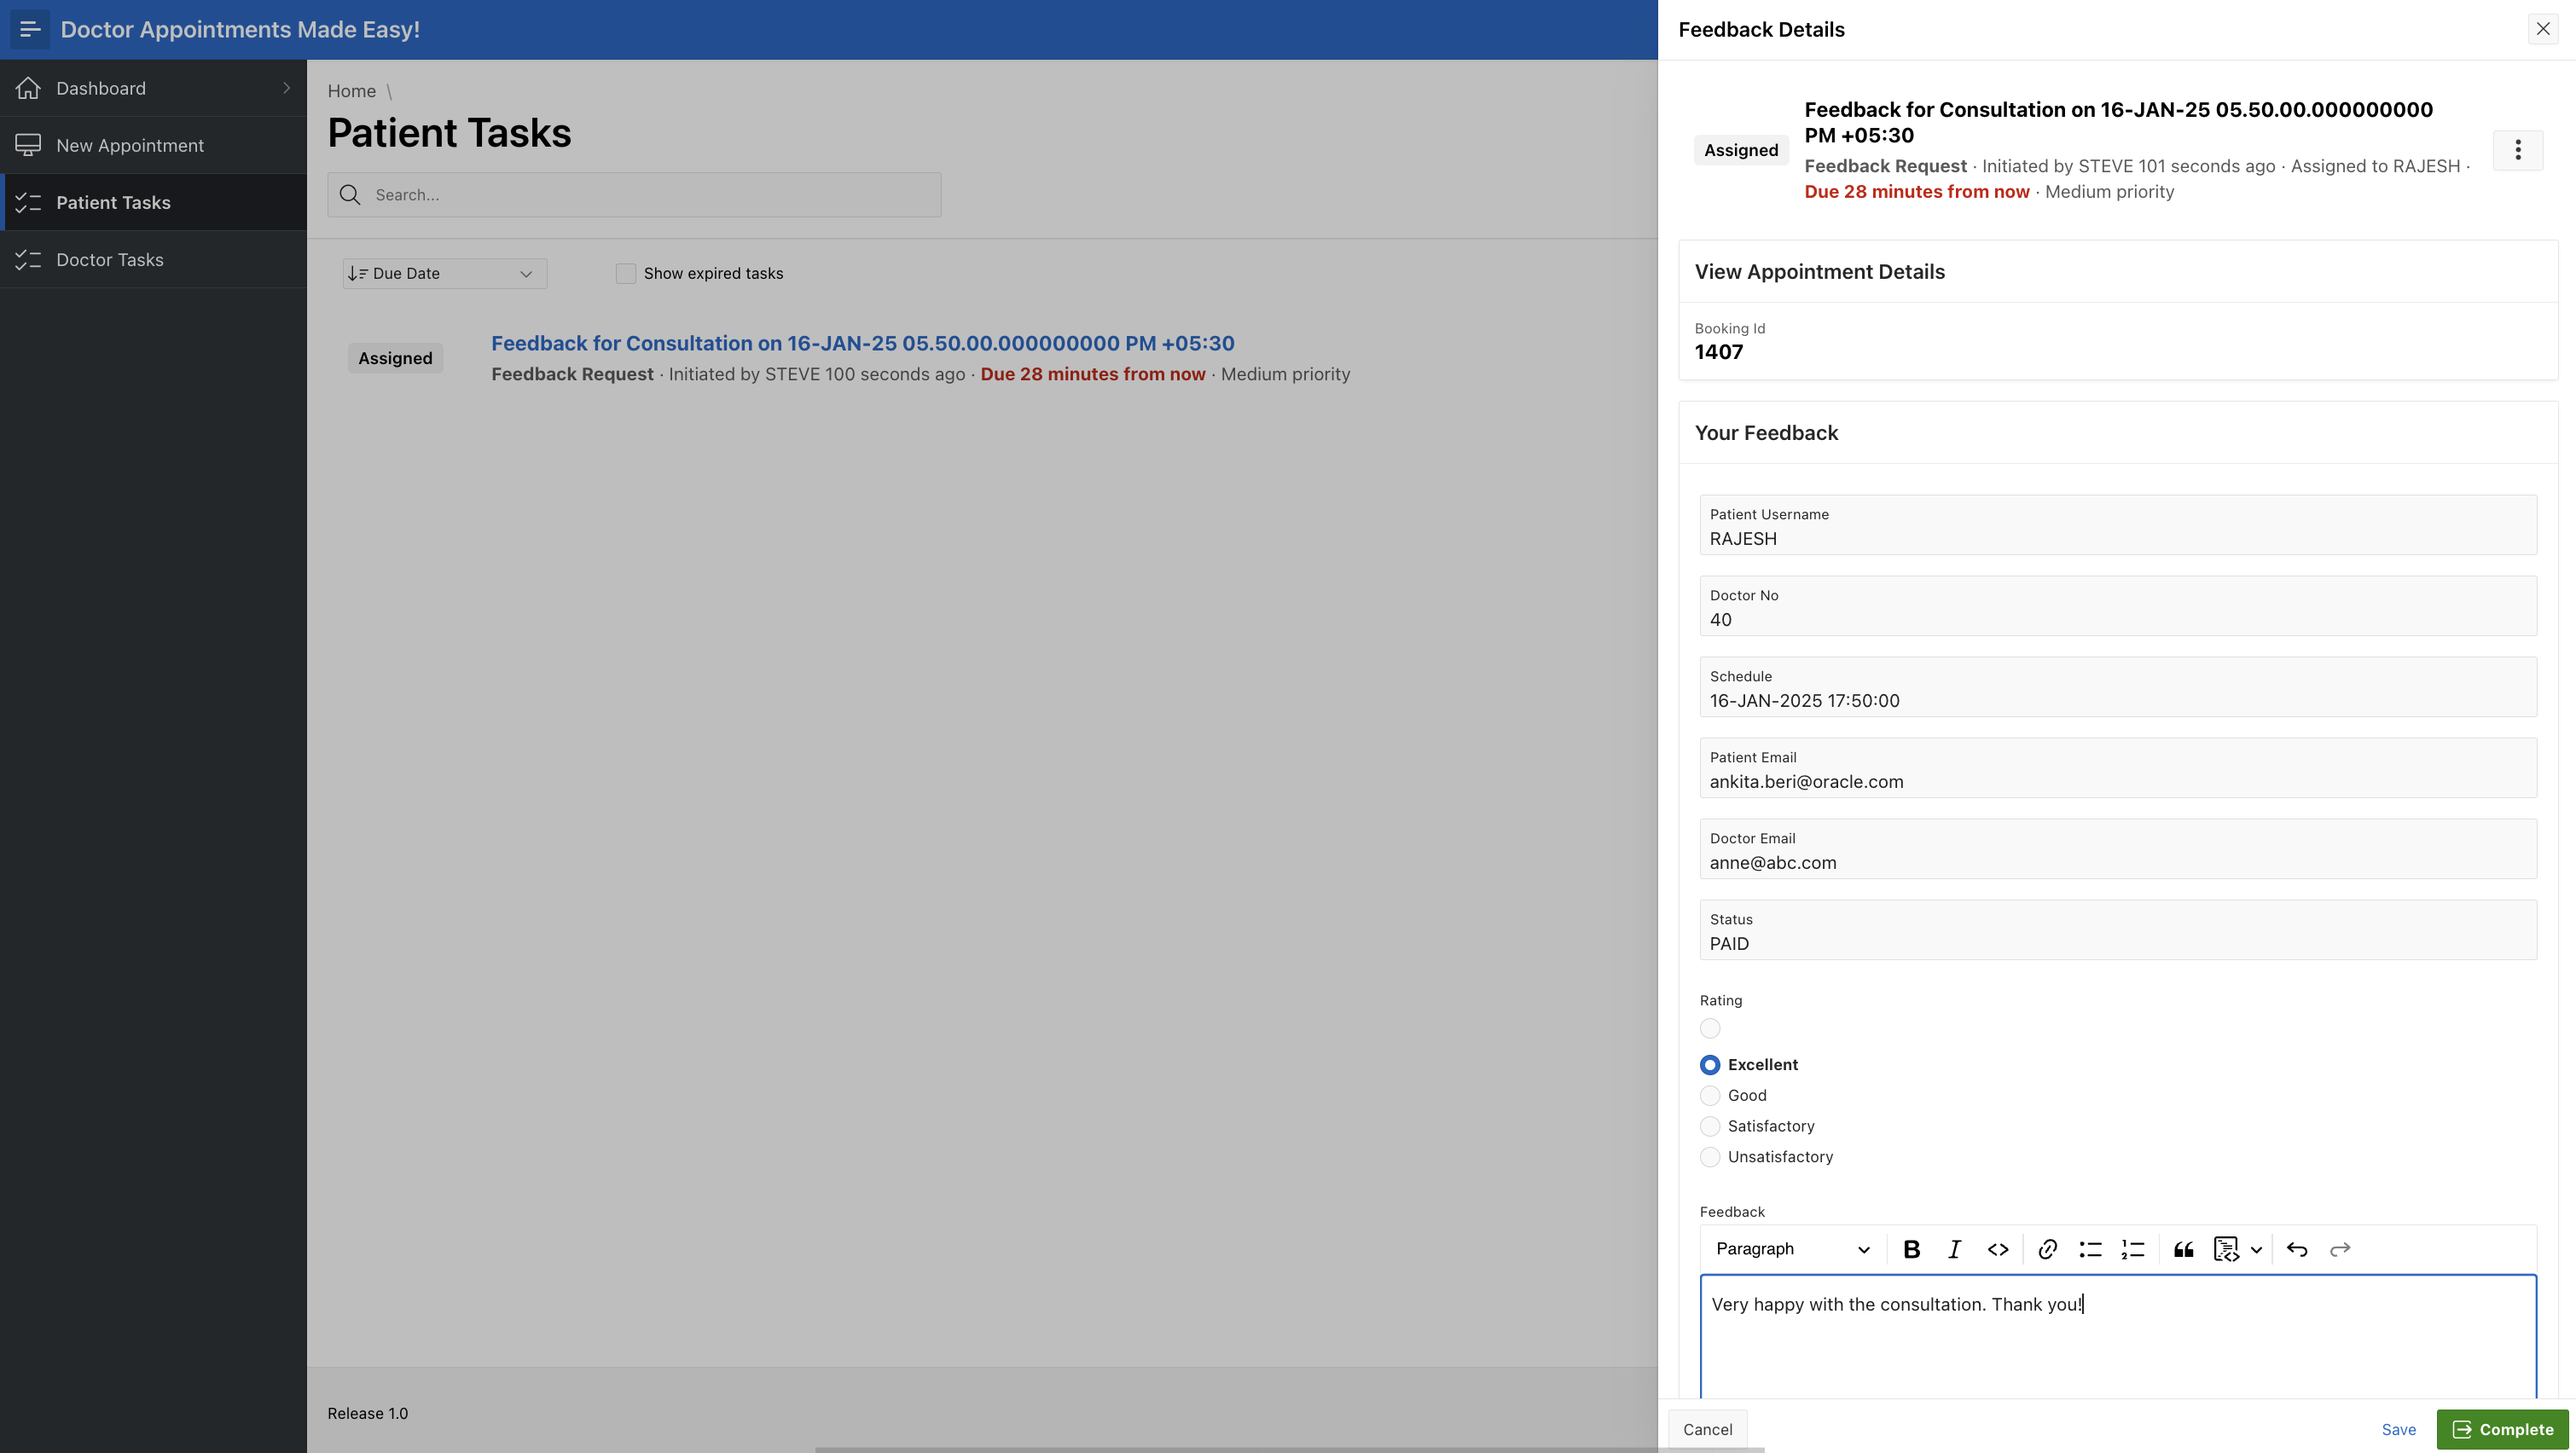 Doctor Appointments Made Easy!
Dashboard
New Appointment
Patient Tasks
Doctor Tasks
Home \
Patient Tasks
Search...
Due Date
Show expired tasks
Assigned
Feedback for Consultation on 16-JAN-25 05.50.00.000000000 PM +05:30
Feedback Request · Initiated by STEVE 100 seconds ago · Due 28 minutes from now · Medium priority
Release 1.0
Feedback Details
Assigned
Feedback for Consultation on 16-JAN-25 05.50.00.000000000
PM +05:30
Feedback Request · Initiated by STEVE 101 seconds ago · Assigned to RAJESH ·
Due 28 minutes from now · Medium priority
View Appointment Details
Booking Id
1407
Your Feedback
Patient Username
RAJESH
Doctor No
40
Schedule
16-JAN-2025 17:50:00
Patient Email
ankita.beri@oracle.com
Doctor Email
anne@abc.com
Status
PAID
Rating
Excellent
Good
Satisfactory
Unsatisfactory
Feedback
Paragraph
Very happy with the consultation. Thank you!
Cancel
Save
Complete